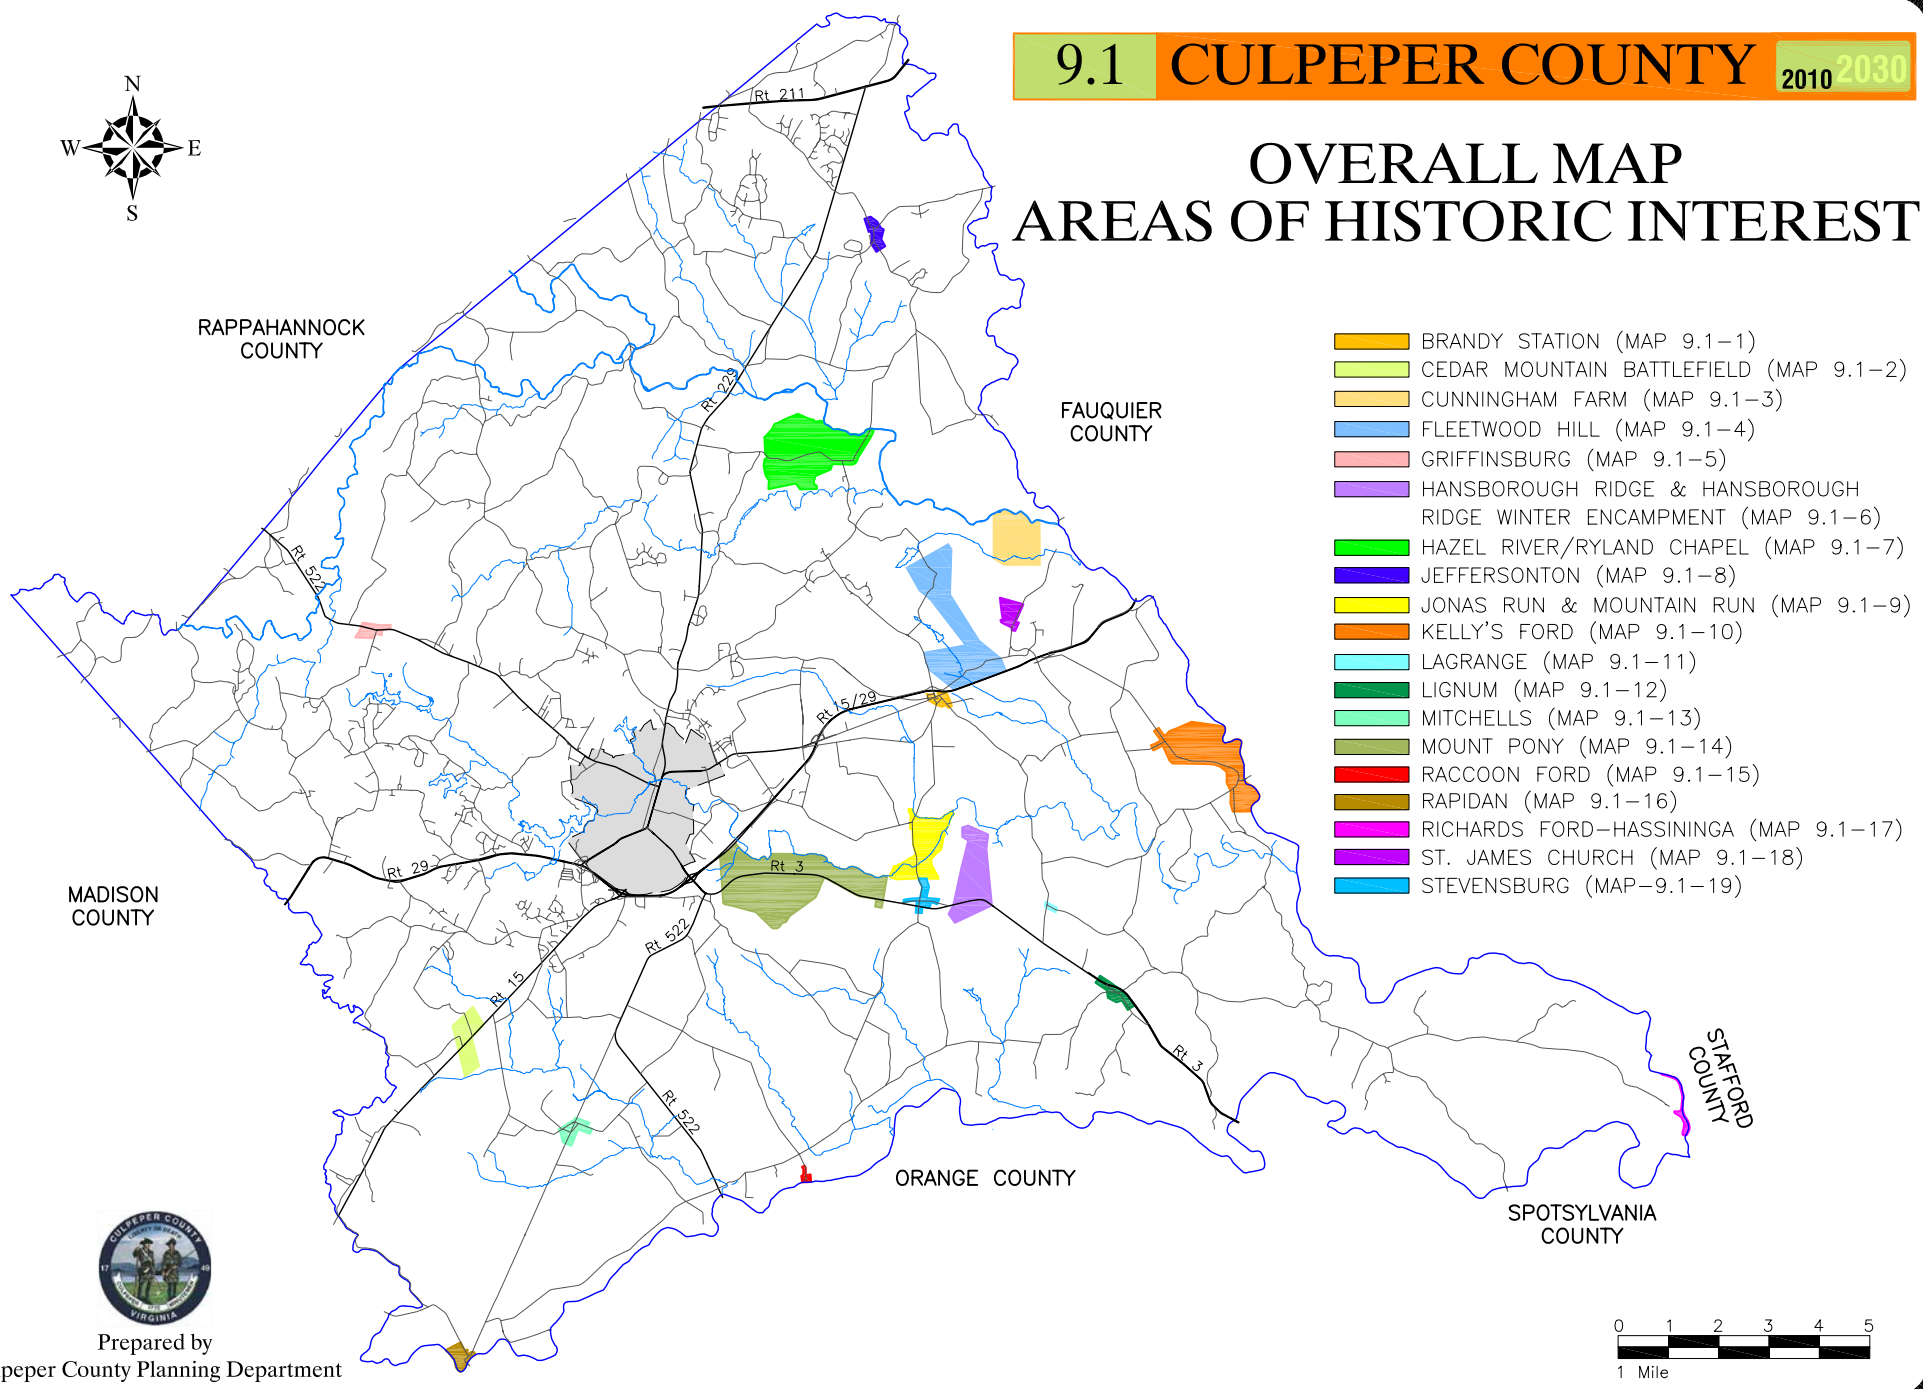 9.1 CULPEPER COUNTY 2010 2030
OVERALL MAP
AREAS OF HISTORIC INTEREST
N
W E
S
Rt 211
RAPPAHANNOCK
COUNTY
Rt 229
FAUQUIER
COUNTY
Rt 522
Rt 15/29
Rt 29
Rt 3
MADISON
COUNTY
Rt 522
Rt 15
Rt 522
Rt 3
ORANGE COUNTY
STAFFORD
COUNTY
SPOTSYLVANIA
COUNTY
BRANDY STATION (MAP 9.1-1)
CEDAR MOUNTAIN BATTLEFIELD (MAP 9.1-2)
CUNNINGHAM FARM (MAP 9.1-3)
FLEETWOOD HILL (MAP 9.1-4)
GRIFFINSBURG (MAP 9.1-5)
HANSBOROUGH RIDGE & HANSBOROUGH
RIDGE WINTER ENCAMPMENT (MAP 9.1-6)
HAZEL RIVER/RYLAND CHAPEL (MAP 9.1-7)
JEFFERSONTON (MAP 9.1-8)
JONAS RUN & MOUNTAIN RUN (MAP 9.1-9)
KELLY'S FORD (MAP 9.1-10)
LAGRANGE (MAP 9.1-11)
LIGNUM (MAP 9.1-12)
MITCHELLS (MAP 9.1-13)
MOUNT PONY (MAP 9.1-14)
RACCOON FORD (MAP 9.1-15)
RAPIDAN (MAP 9.1-16)
RICHARDS FORD-HASSININGA (MAP 9.1-17)
ST. JAMES CHURCH (MAP 9.1-18)
STEVENSBURG (MAP-9.1-19)
CULPEPER COUNTY
LIBERTY OR DEATH
17 49
VIRGINIA
Prepared by
peper County Planning Department
0 1 2 3 4 5
1 Mile